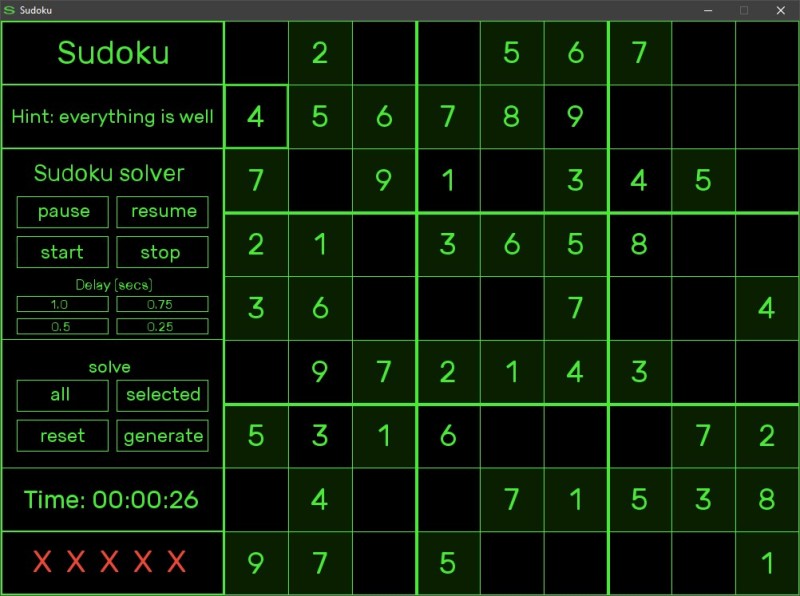 S Sudoku
Sudoku
Hint: everything is well
Sudoku solver
pause resume
start stop
Delay (secs)
1.0 0.75
0.5 0.25
solve
all selected
reset generate
Time: 00:00:26
X X X X X
2 5 6 7
4 5 6 7 8 9
7 9 1 3 4 5
2 1 3 6 5 8
3 6 7 4
9 7 2 1 4 3
5 3 1 6 7 2
4 7 1 5 3 8
9 7 5 1